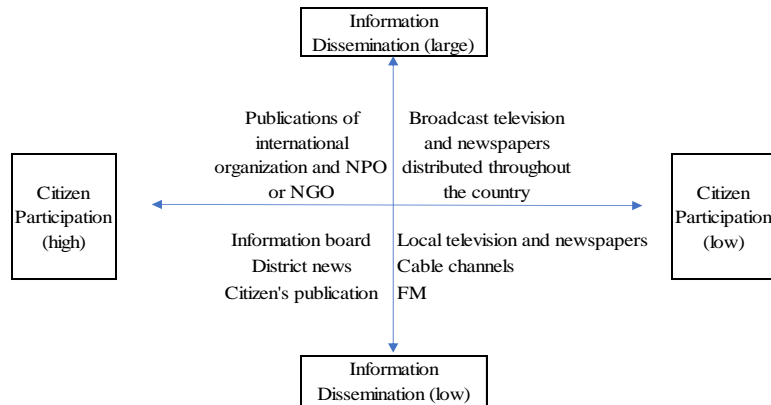 Information
Dissemination (large)
Publications of
international
organization and NPO
or NGO
Broadcast television
and newspapers
distributed throughout
the country
Citizen
Participation
(high)
Citizen
Participation
(low)
Information board
District news
Citizen's publication
Local television and newspapers
Cable channels
FM
Information
Dissemination (low)